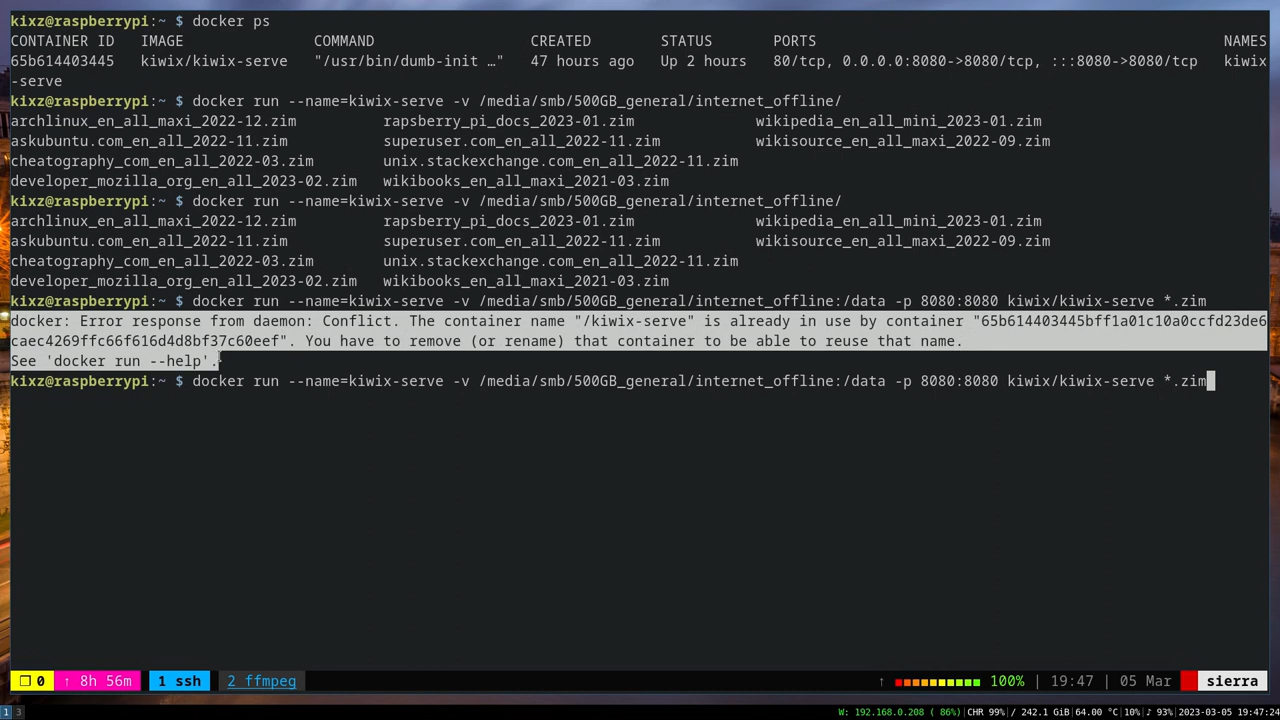 kixz@raspberrypi:~ $ docker ps
CONTAINER ID   IMAGE                COMMAND                  CREATED        STATUS       PORTS                                               NAMES
65b614403445   kiwix/kiwix-serve   "/usr/bin/dumb-init …"   47 hours ago   Up 2 hours   80/tcp, 0.0.0.0:8080->8080/tcp, :::8080->8080/tcp   kiwix
-serve
kixz@raspberrypi:~ $ docker run --name=kiwix-serve -v /media/smb/500GB_general/internet_offline/
archlinux_en_all_maxi_2022-12.zim          rapsberry_pi_docs_2023-01.zim              wikipedia_en_all_mini_2023-01.zim
askubuntu.com_en_all_2022-11.zim           superuser.com_en_all_2022-11.zim           wikisource_en_all_maxi_2022-09.zim
cheatography_com_en_all_2022-03.zim        unix.stackexchange.com_en_all_2022-11.zim
developer_mozilla_org_en_all_2023-02.zim   wikibooks_en_all_maxi_2021-03.zim
kixz@raspberrypi:~ $ docker run --name=kiwix-serve -v /media/smb/500GB_general/internet_offline/
archlinux_en_all_maxi_2022-12.zim          rapsberry_pi_docs_2023-01.zim              wikipedia_en_all_mini_2023-01.zim
askubuntu.com_en_all_2022-11.zim           superuser.com_en_all_2022-11.zim           wikisource_en_all_maxi_2022-09.zim
cheatography_com_en_all_2022-03.zim        unix.stackexchange.com_en_all_2022-11.zim
developer_mozilla_org_en_all_2023-02.zim   wikibooks_en_all_maxi_2021-03.zim
kixz@raspberrypi:~ $ docker run --name=kiwix-serve -v /media/smb/500GB_general/internet_offline:/data -p 8080:8080 kiwix/kiwix-serve *.zim
docker: Error response from daemon: Conflict. The container name "/kiwix-serve" is already in use by container "65b614403445bff1a01c10a0ccfd23de6
caec4269ffc66f616d4d8bf37c60eef". You have to remove (or rename) that container to be able to reuse that name.
See 'docker run --help'.
kixz@raspberrypi:~ $ docker run --name=kiwix-serve -v /media/smb/500GB_general/internet_offline:/data -p 8080:8080 kiwix/kiwix-serve *.zim
❐ 0 ↑ 8h 56m 1 ssh 2 ffmpeg ↑ 100% | 19:47 | 05 Mar sierra
1 3 W: 192.168.0.208 ( 86%)|CHR 99%|/ 242.1 GiB|64.00 °C|10%|♪ 93%|2023-03-05 19:47:24